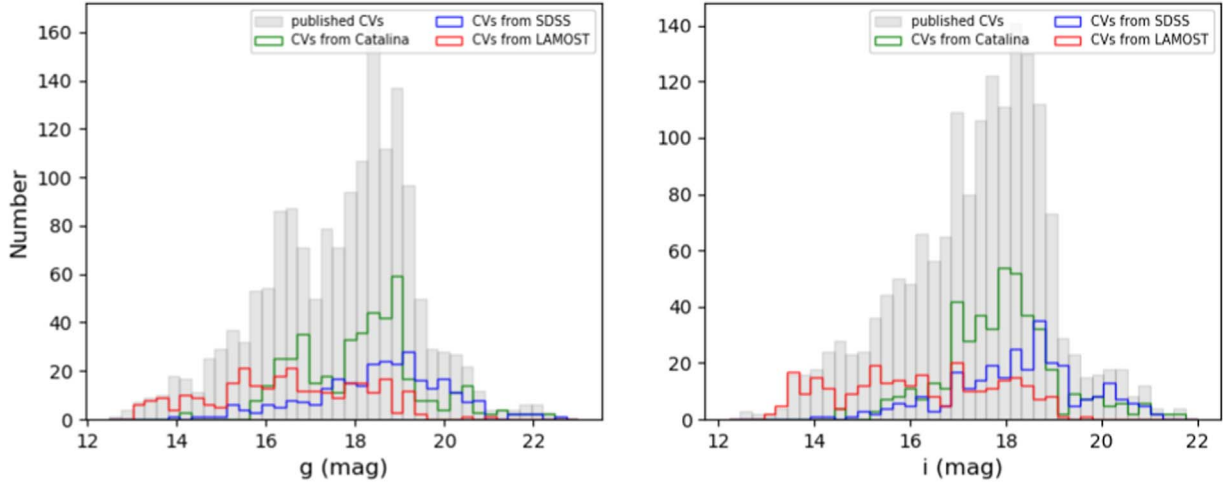 published CVs
CVs from Catalina
CVs from SDSS
CVs from LAMOST
160
140
120
100
80
60
40
20
0
Number
12 14 16 18 20 22
g (mag)
published CVs
CVs from Catalina
CVs from SDSS
CVs from LAMOST
140
120
100
80
60
40
20
0
12 14 16 18 20 22
i (mag)